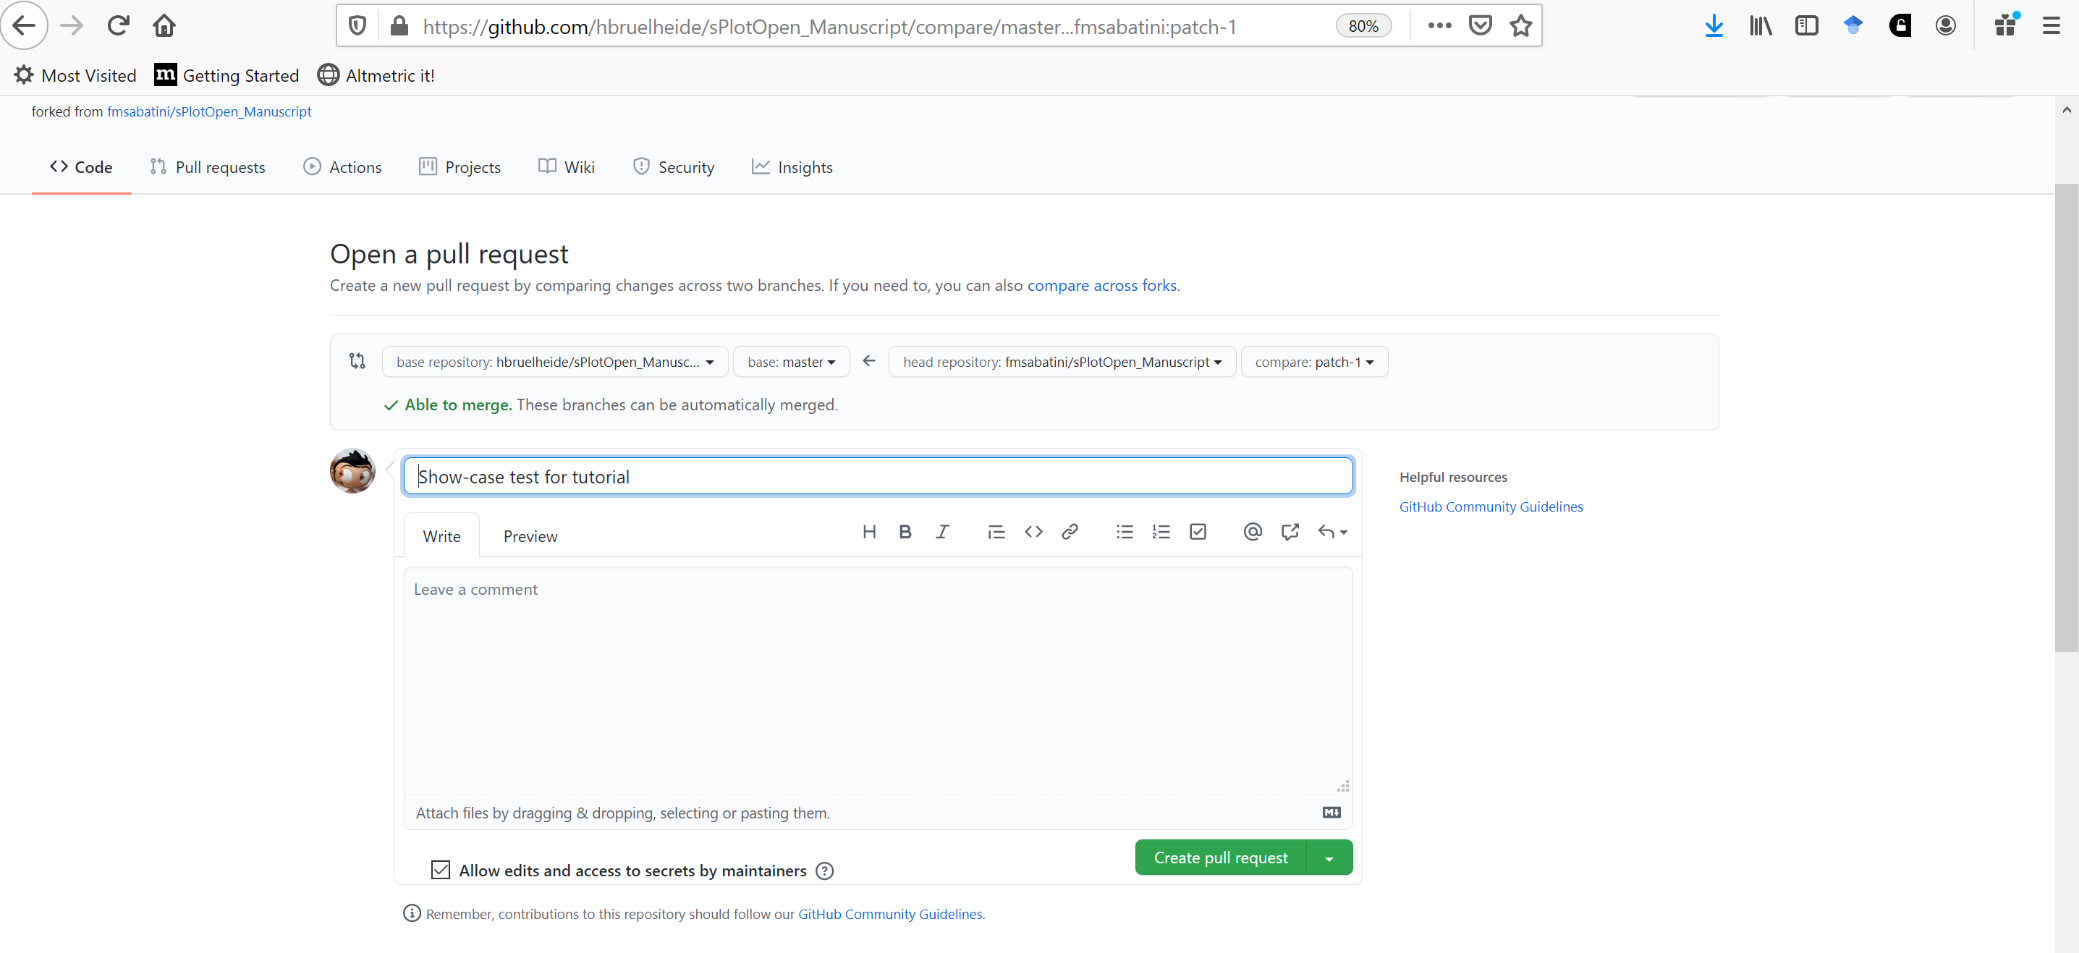 https://github.com/hbruelheide/sPlotOpen_Manuscript/compare/master...fmsabatini:patch-1 80%
Most Visited m Getting Started Altmetric it!
forked from fmsabatini/sPlotOpen_Manuscript
Code Pull requests Actions Projects Wiki Security Insights
Open a pull request
Create a new pull request by comparing changes across two branches. If you need to, you can also compare across forks.
base repository: hbruelheide/sPlotOpen_Manusc... base: master head repository: fmsabatini/sPlotOpen_Manuscript compare: patch-1
Able to merge. These branches can be automatically merged.
Show-case test for tutorial
Helpful resources
GitHub Community Guidelines
Write Preview
Leave a comment
Attach files by dragging & dropping, selecting or pasting them.
Create pull request
Allow edits and access to secrets by maintainers
Remember, contributions to this repository should follow our GitHub Community Guidelines.